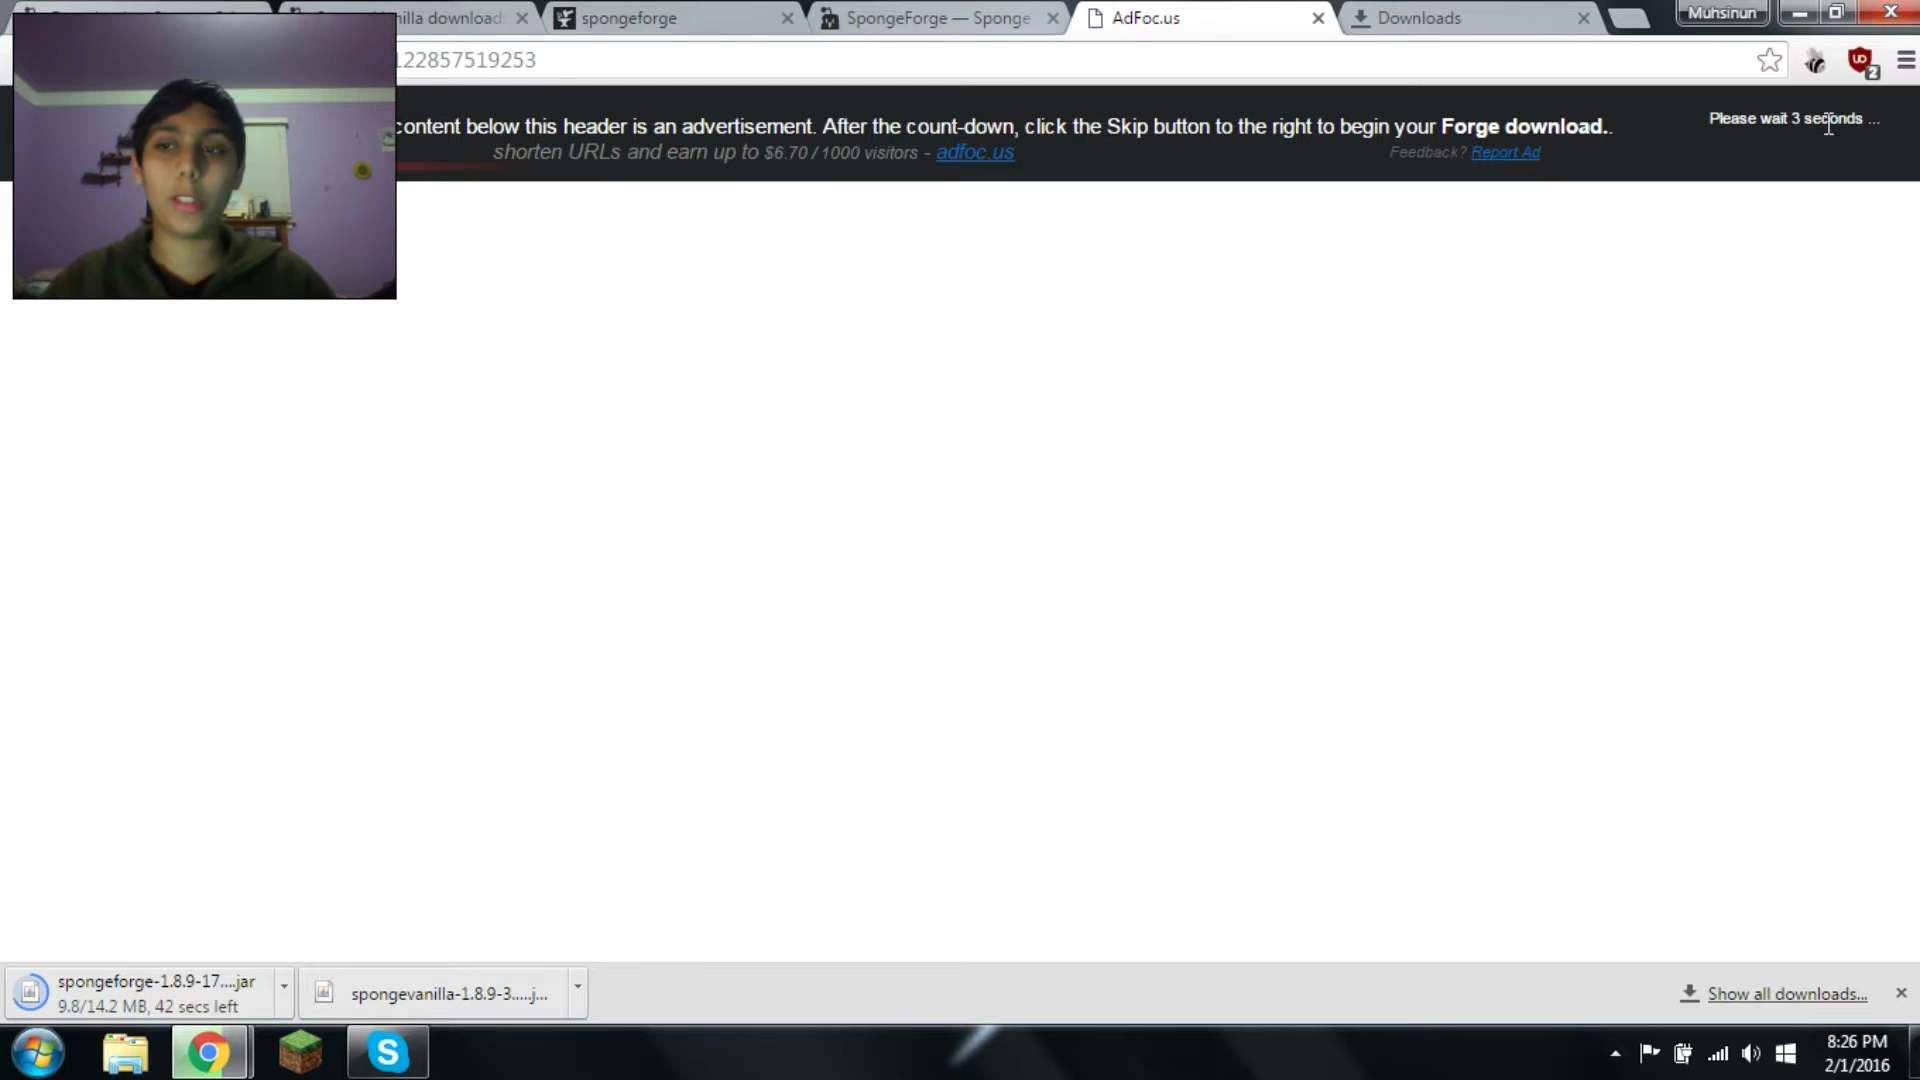 illa download
spongeforge
SpongeForge — Sponge
AdFoc.us
Downloads
Muhsinun
122857519253
2
content below this header is an advertisement. After the count-down, click the Skip button to the right to begin your Forge download..
Please wait 3 seconds ...
shorten URLs and earn up to $6.70 / 1000 visitors - adfoc.us
Feedback? Report Ad
spongeforge-1.8.9-17....jar
9.8/14.2 MB, 42 secs left
spongevanilla-1.8.9-3.....j...
Show all downloads...
8:26 PM
2/1/2016